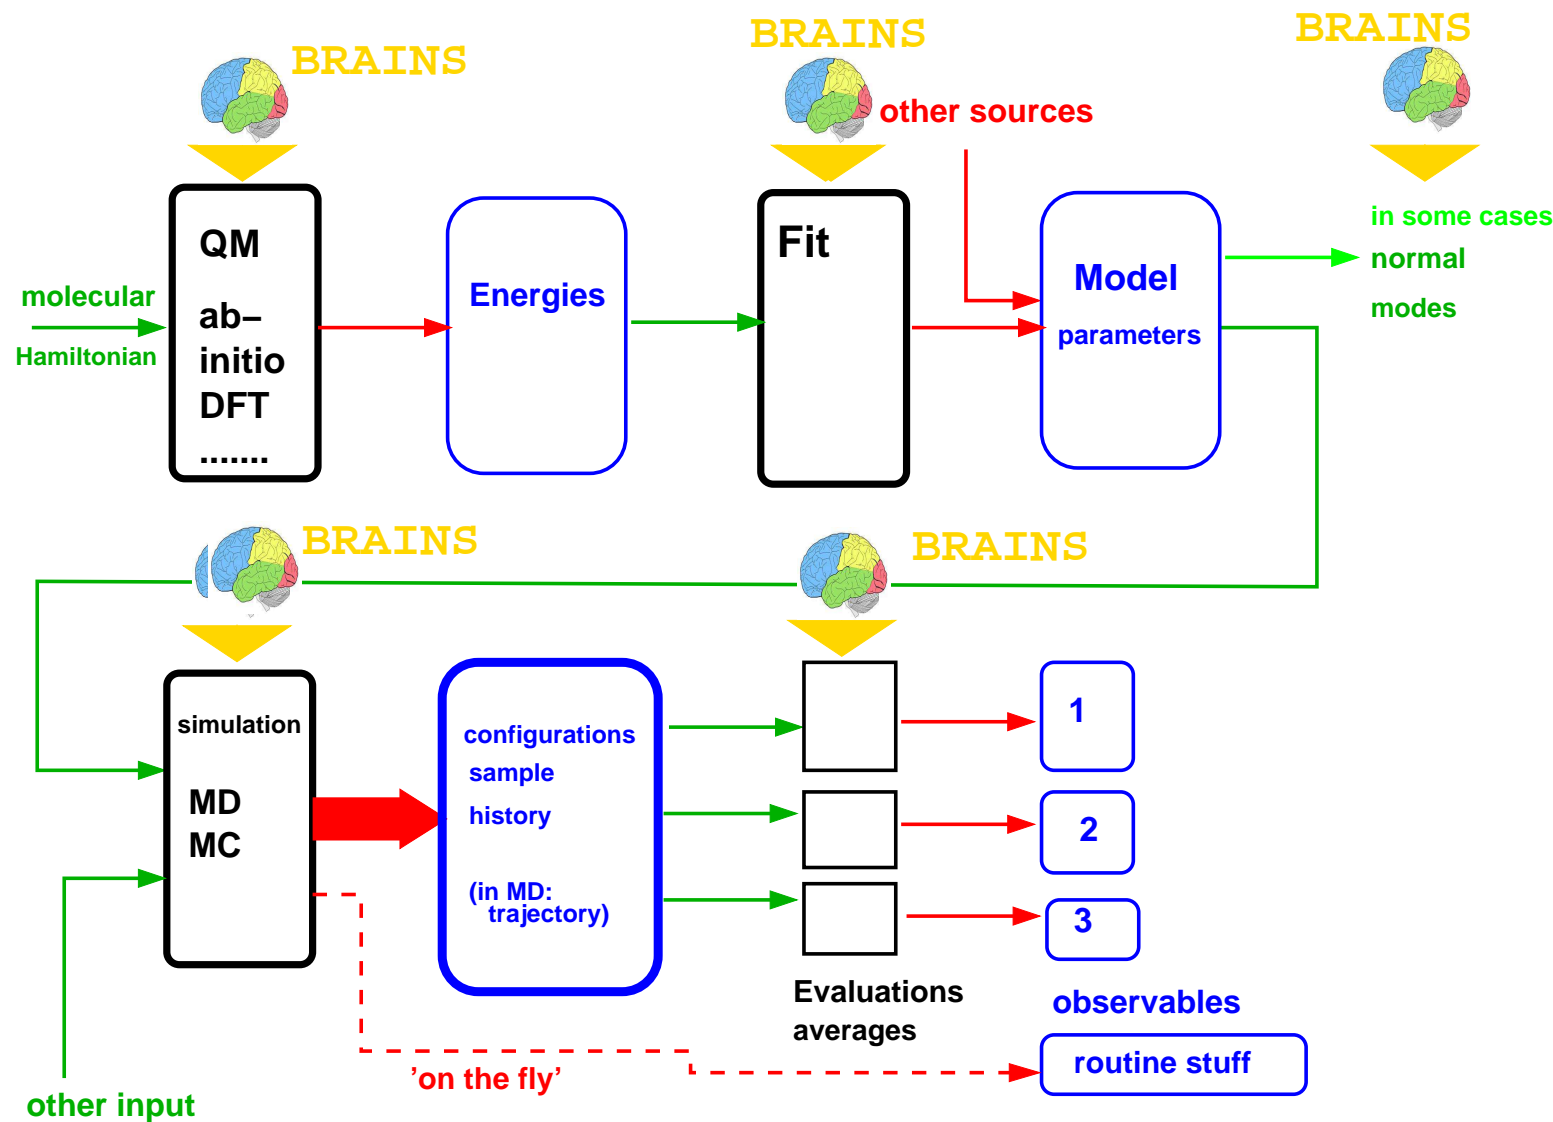 BRAINS
BRAINS
BRAINS
other sources
QM
ab–
initio
DFT
.......
molecular
Hamiltonian
Energies
Fit
Model
parameters
in some cases
normal
modes
BRAINS
BRAINS
simulation
MD
MC
configurations
sample
history
(in MD:
trajectory)
1
2
3
Evaluations
averages
observables
routine stuff
’on the fly’
other input